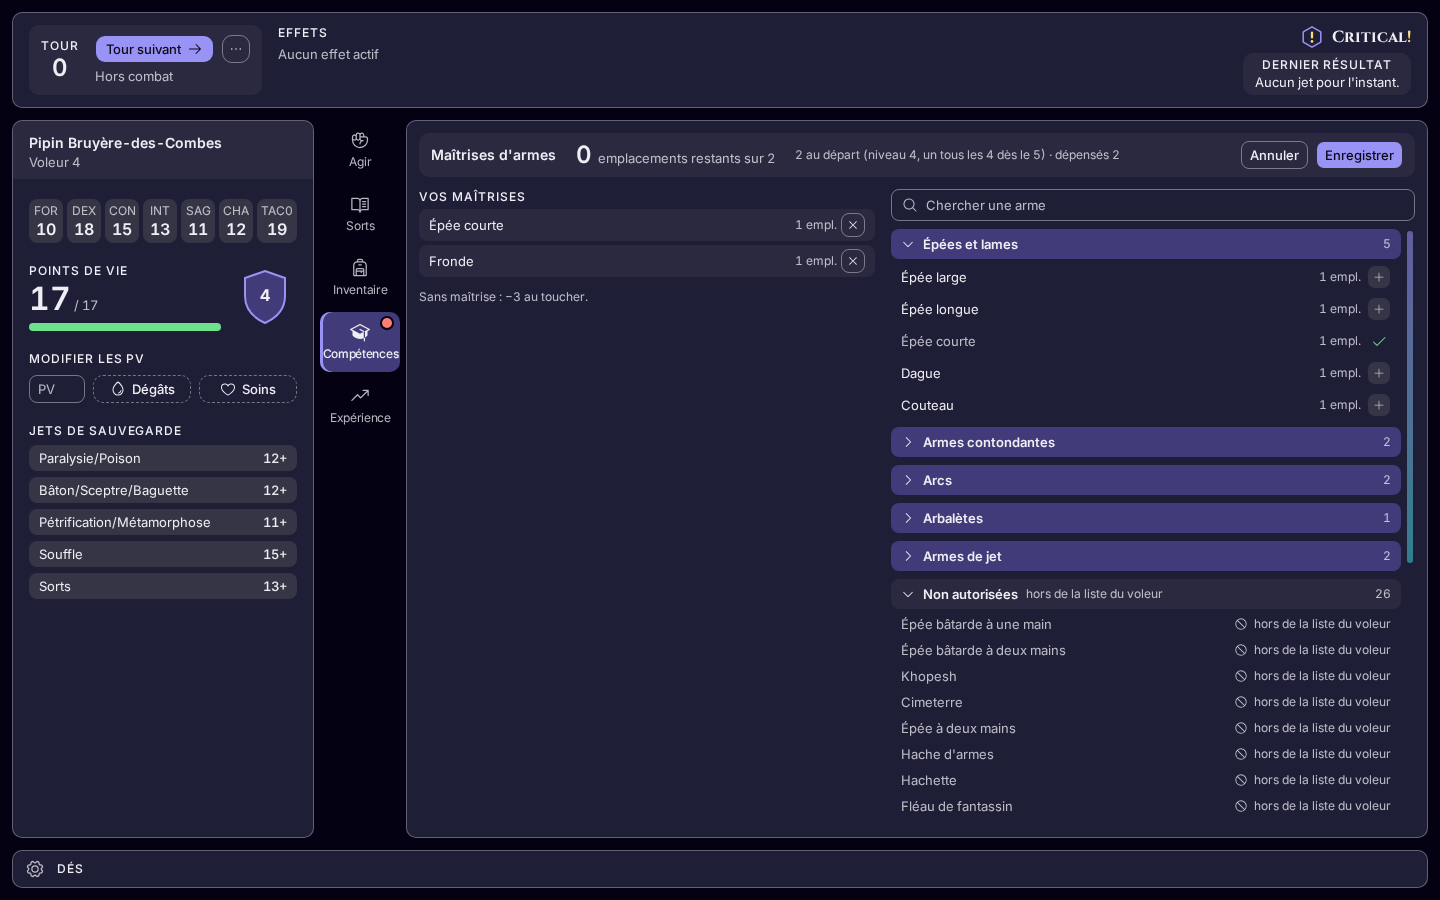 TOUR
0
Tour suivant
Hors combat
EFFETS
Aucun effet actif
CRITICAL!
DERNIER RÉSULTAT
Aucun jet pour l'instant.
Pipin Bruyère-des-Combes
Voleur 4
FOR DEX CON INT SAG CHA TAC0
10 18 15 13 11 12 19
POINTS DE VIE
17 / 17
4
MODIFIER LES PV
PV Dégâts Soins
JETS DE SAUVEGARDE
Paralysie/Poison 12+
Bâton/Sceptre/Baguette 12+
Pétrification/Métamorphose 11+
Souffle 15+
Sorts 13+
Agir
Sorts
Inventaire
Compétences
Expérience
Maîtrises d'armes 0 emplacements restants sur 2 2 au départ (niveau 4, un tous les 4 dès le 5) · dépensés 2 Annuler Enregistrer
VOS MAÎTRISES
Épée courte 1 empl.
Fronde 1 empl.
Sans maîtrise : −3 au toucher.
Chercher une arme
Épées et lames 5
Épée large 1 empl.
Épée longue 1 empl.
Épée courte 1 empl.
Dague 1 empl.
Couteau 1 empl.
Armes contondantes 2
Arcs 2
Arbalètes 1
Armes de jet 2
Non autorisées hors de la liste du voleur 26
Épée bâtarde à une main hors de la liste du voleur
Épée bâtarde à deux mains hors de la liste du voleur
Khopesh hors de la liste du voleur
Cimeterre hors de la liste du voleur
Épée à deux mains hors de la liste du voleur
Hache d'armes hors de la liste du voleur
Hachette hors de la liste du voleur
Fléau de fantassin hors de la liste du voleur
DÉS